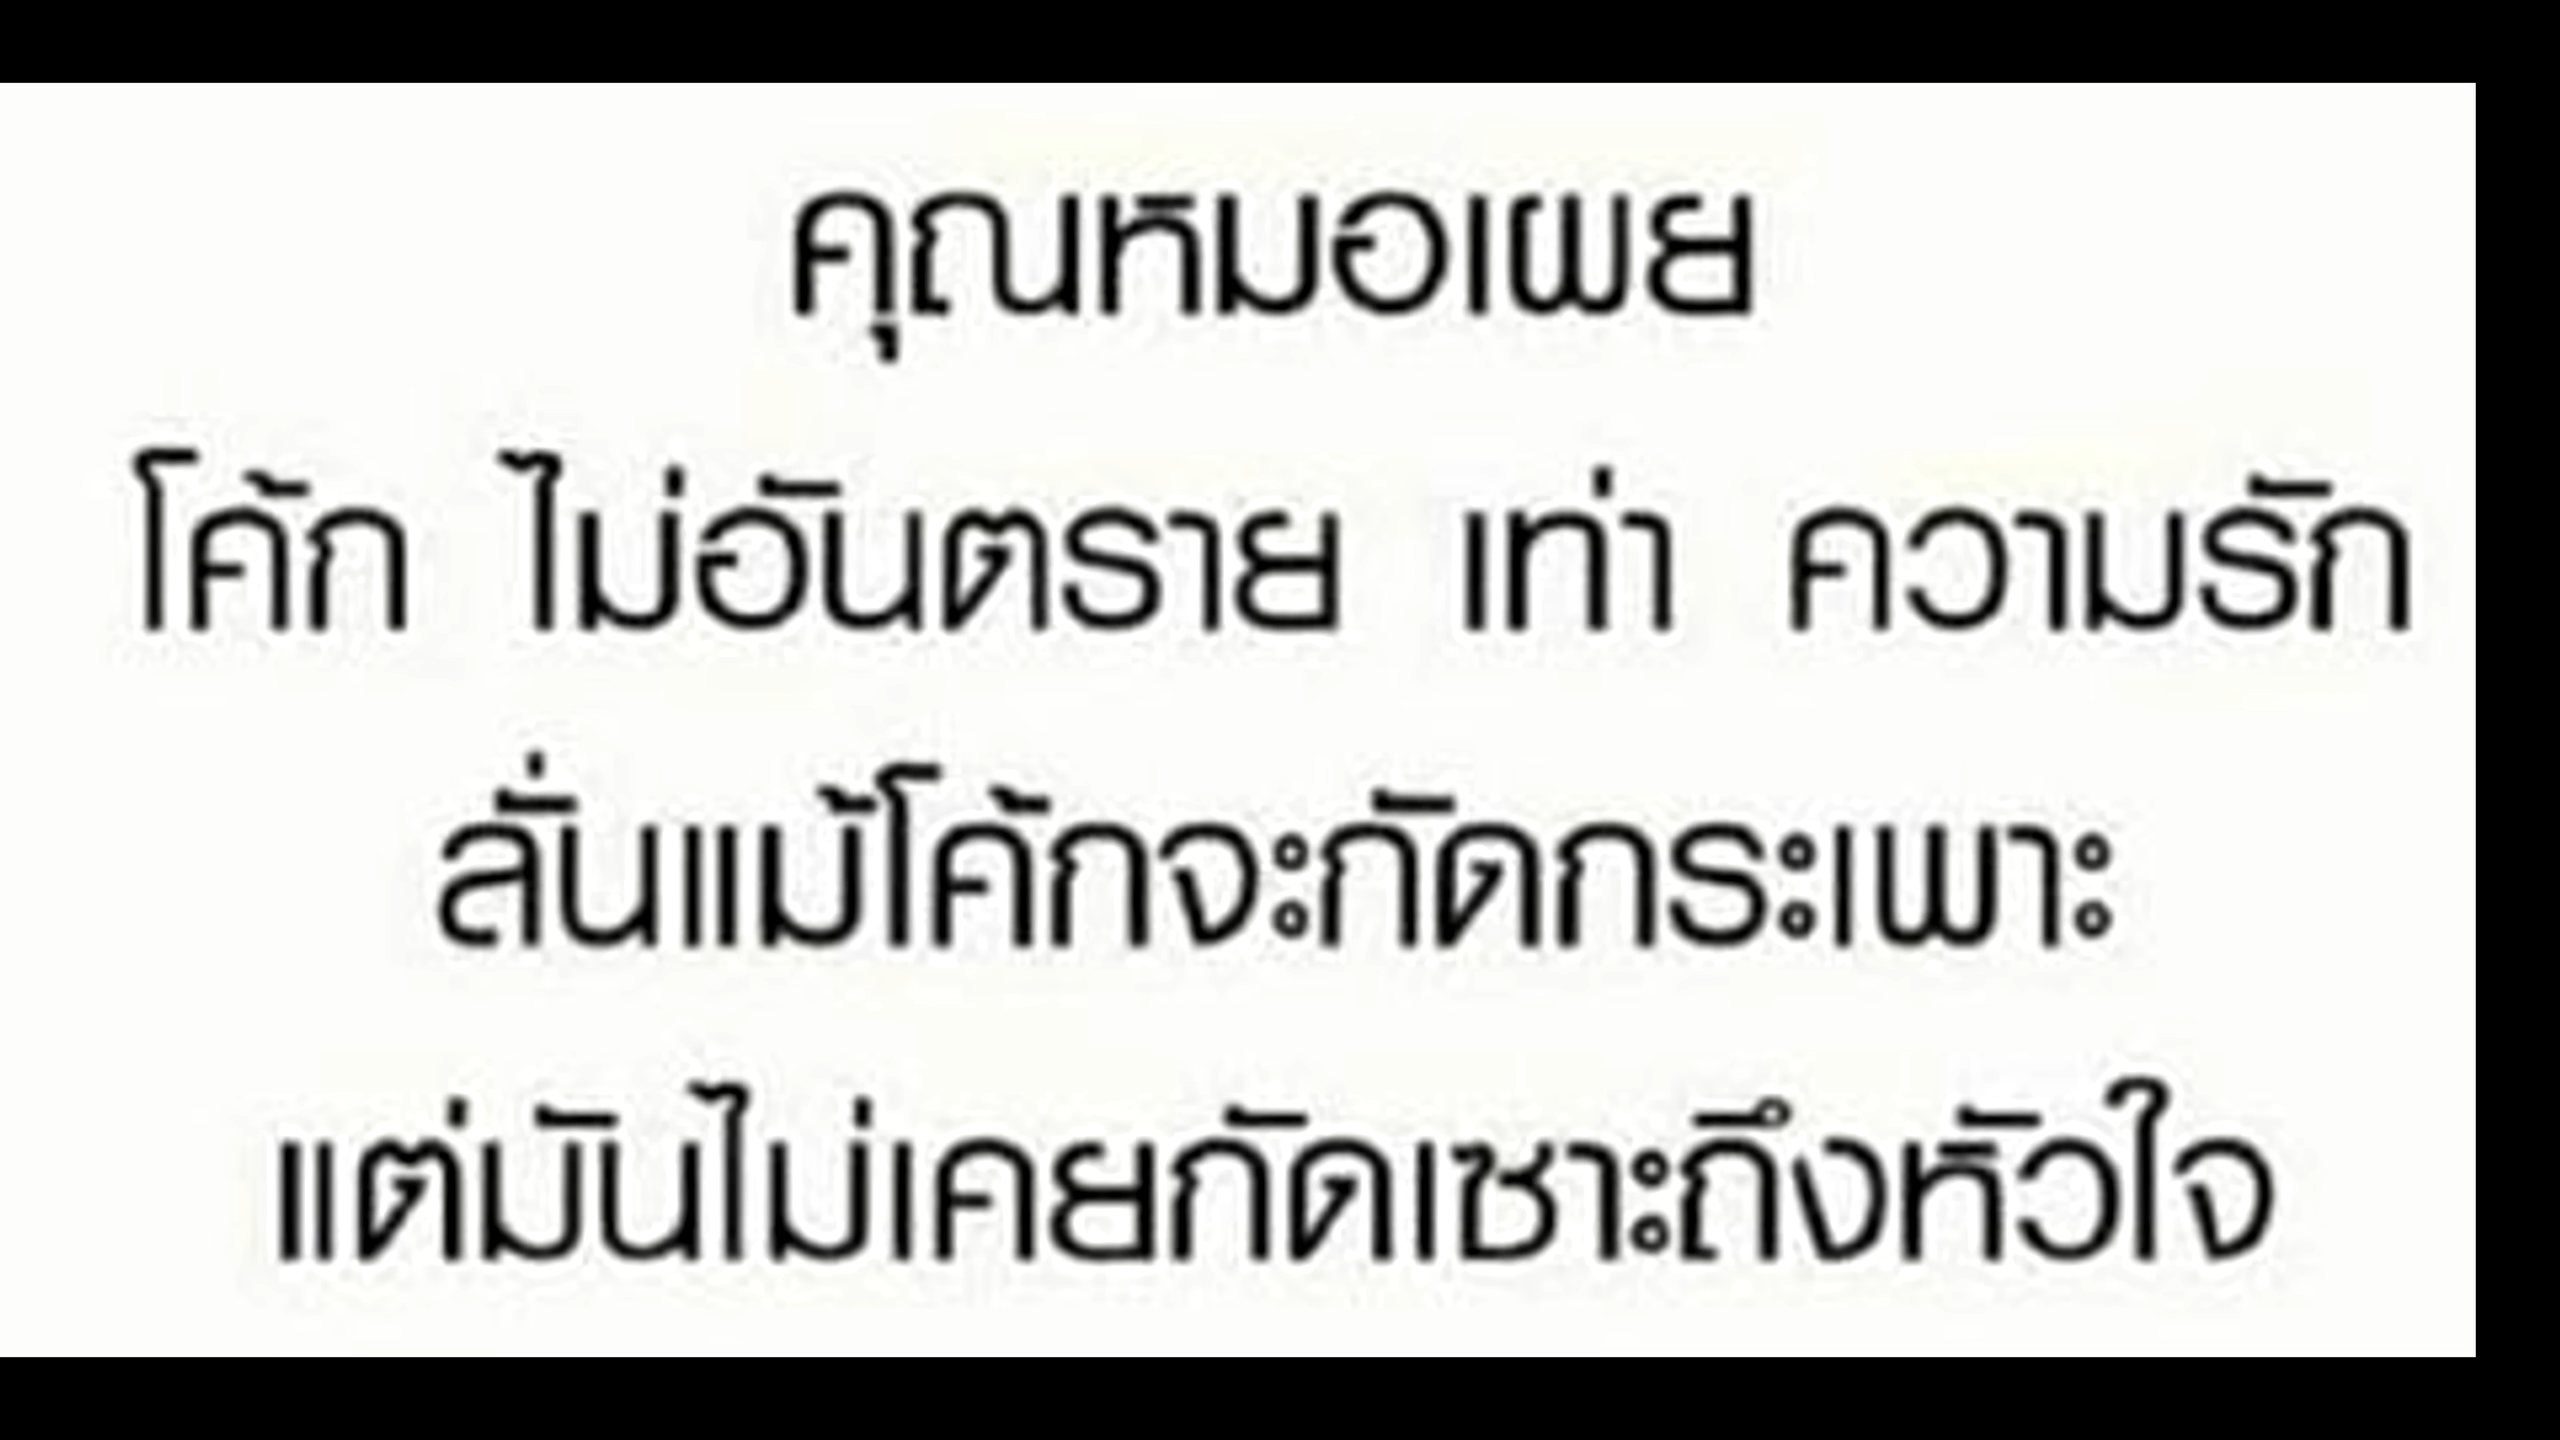 คุณหมอเผย
โค้ก ไม่อันตราย เท่า ความรัก
ลั่นแม้โค้กจะกัดกระเพาะ
แต่มันไม่เคยกัดเซาะถึงหัวใจ